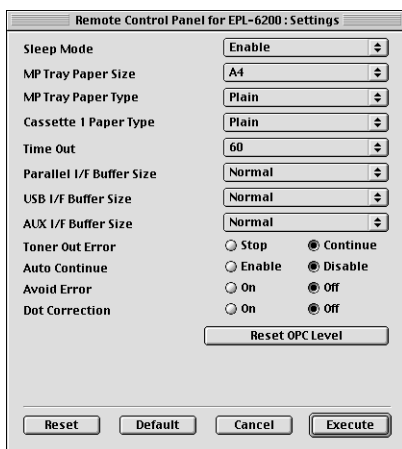 Remote Control Panel for EPL-6200 : Settings
Sleep Mode Enable
MP Tray Paper Size A4
MP Tray Paper Type Plain
Cassette 1 Paper Type Plain
Time Out 60
Parallel I/F Buffer Size Normal
USB I/F Buffer Size Normal
AUX I/F Buffer Size Normal
Toner Out Error Stop Continue
Auto Continue Enable Disable
Avoid Error On Off
Dot Correction On Off
Reset OPC Level
Reset Default Cancel Execute